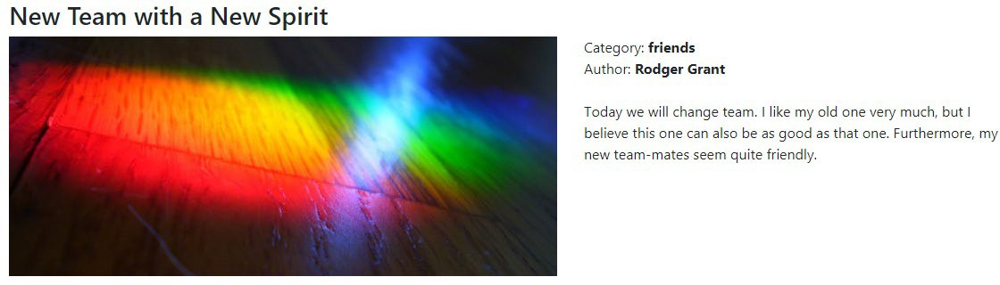 New Team with a New Spirit
Category: friends
Author: Rodger Grant
Today we will change team. I like my old one very much, but I
believe this one can also be as good as that one. Furthermore, my
new team-mates seem quite friendly.